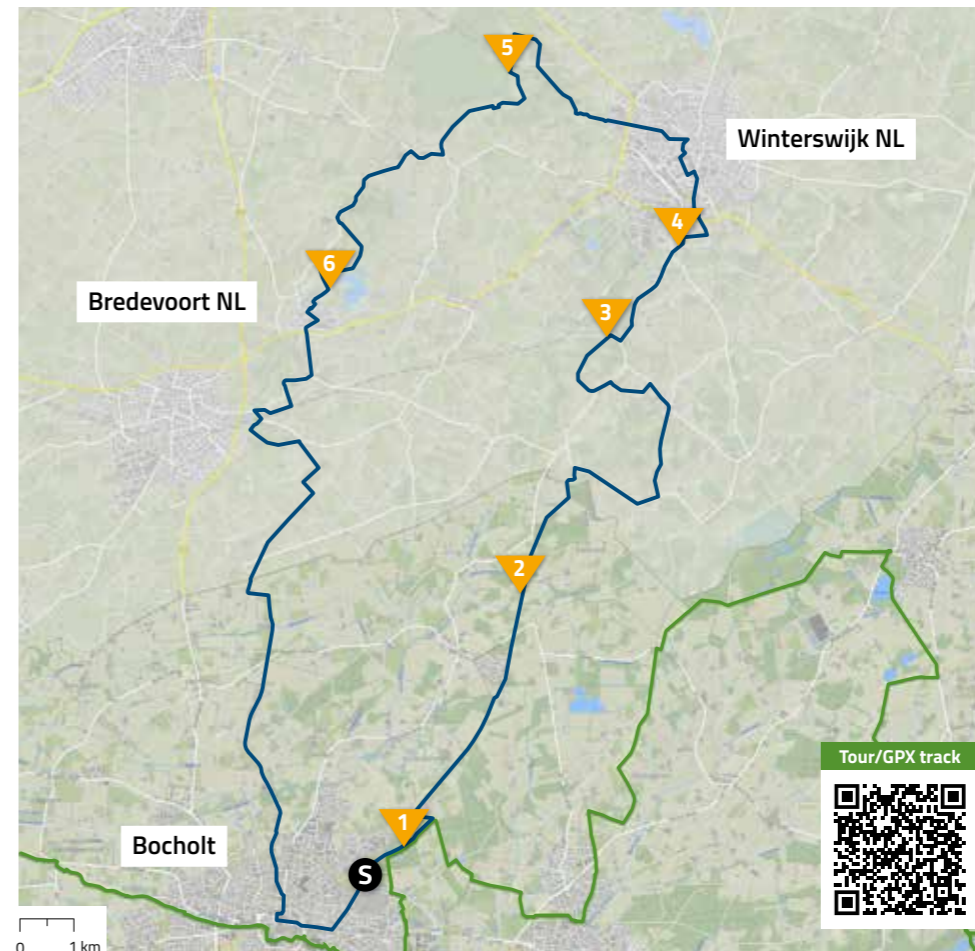 5
Winterswijk NL
4
6
Bredevoort NL
3
2
Tour/GPX track
1
Bocholt
S
0 1 km